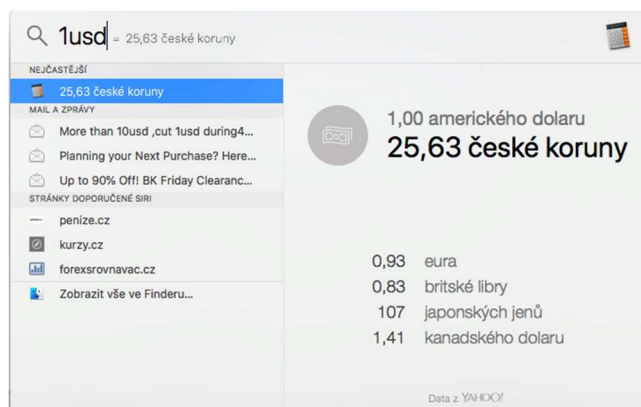 1usd = 25,63 české koruny
NEJČASTĚJŠÍ
25,63 české koruny
MAIL A ZPRÁVY
More than 10usd ,cut 1usd during4...
Planning your Next Purchase? Here...
Up to 90% Off! BK Friday Clearanc...
STRÁNKY DOPORUČENÉ SIRI
penize.cz
kurzy.cz
forexsrovnavac.cz
Zobrazit vše ve Finderu...
1,00 amerického dolaru
25,63 české koruny
0,93 eura
0,83 britské libry
107 japonských jenů
1,41 kanadského dolaru
Data z YAHOO!